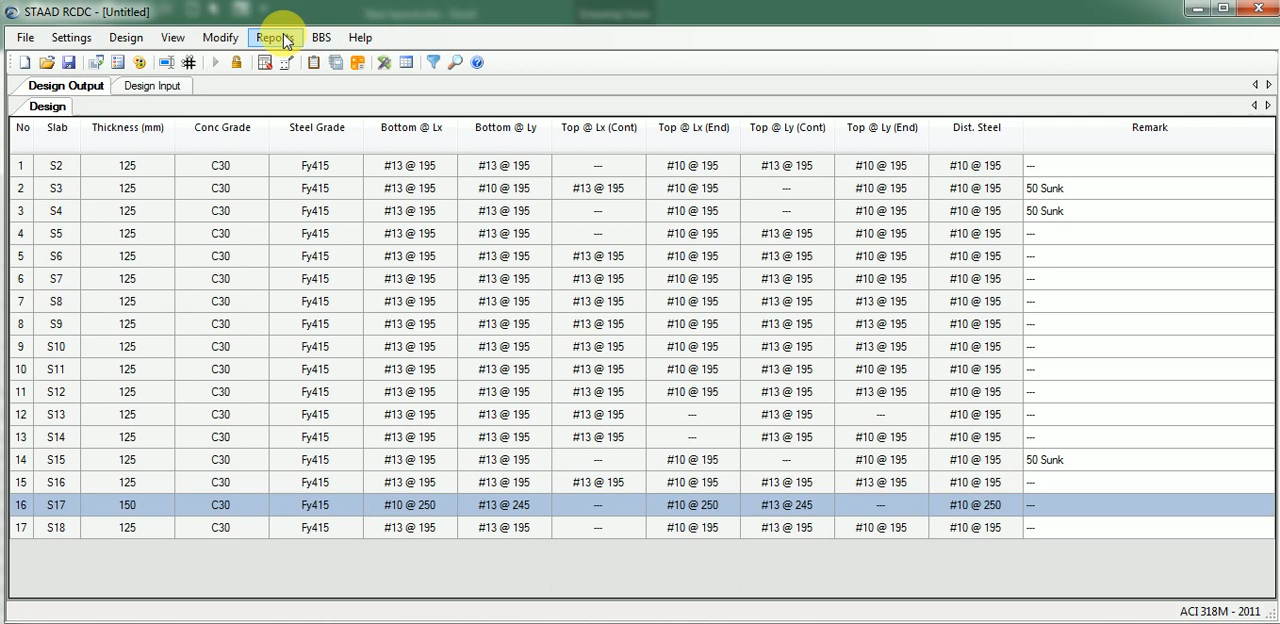 STAAD RCDC - [Untitled]
File Settings Design View Modify Reports BBS Help
Design Output Design Input
Design
No Slab Thickness (mm) Conc Grade Steel Grade Bottom @ Lx Bottom @ Ly Top @ Lx (Cont) Top @ Lx (End) Top @ Ly (Cont) Top @ Ly (End) Dist. Steel Remark
1 S2 125 C30 Fy415 #13 @ 195 #13 @ 195 --- #10 @ 195 #13 @ 195 #10 @ 195 #10 @ 195 ---
2 S3 125 C30 Fy415 #13 @ 195 #10 @ 195 #13 @ 195 #10 @ 195 --- #10 @ 195 #10 @ 195 50 Sunk
3 S4 125 C30 Fy415 #13 @ 195 #13 @ 195 --- #10 @ 195 --- #10 @ 195 #10 @ 195 50 Sunk
4 S5 125 C30 Fy415 #13 @ 195 #13 @ 195 --- #10 @ 195 #13 @ 195 #10 @ 195 #10 @ 195 ---
5 S6 125 C30 Fy415 #13 @ 195 #13 @ 195 #13 @ 195 #10 @ 195 #13 @ 195 #10 @ 195 #10 @ 195 ---
6 S7 125 C30 Fy415 #13 @ 195 #13 @ 195 #13 @ 195 #10 @ 195 #13 @ 195 #10 @ 195 #10 @ 195 ---
7 S8 125 C30 Fy415 #13 @ 195 #13 @ 195 #13 @ 195 #10 @ 195 #13 @ 195 #10 @ 195 #10 @ 195 ---
8 S9 125 C30 Fy415 #13 @ 195 #13 @ 195 #13 @ 195 #10 @ 195 #13 @ 195 #13 @ 195 #10 @ 195 ---
9 S10 125 C30 Fy415 #13 @ 195 #13 @ 195 #13 @ 195 #10 @ 195 #13 @ 195 #13 @ 195 #10 @ 195 ---
10 S11 125 C30 Fy415 #13 @ 195 #13 @ 195 #13 @ 195 #10 @ 195 #13 @ 195 #13 @ 195 #10 @ 195 ---
11 S12 125 C30 Fy415 #13 @ 195 #13 @ 195 #13 @ 195 #10 @ 195 #13 @ 195 #13 @ 195 #10 @ 195 ---
12 S13 125 C30 Fy415 #13 @ 195 #13 @ 195 #13 @ 195 --- #13 @ 195 --- #10 @ 195 ---
13 S14 125 C30 Fy415 #13 @ 195 #13 @ 195 #13 @ 195 --- #13 @ 195 #10 @ 195 #10 @ 195 ---
14 S15 125 C30 Fy415 #13 @ 195 #13 @ 195 --- #10 @ 195 --- #10 @ 195 #10 @ 195 50 Sunk
15 S16 125 C30 Fy415 #13 @ 195 #13 @ 195 #13 @ 195 #10 @ 195 #13 @ 195 #13 @ 195 #10 @ 195 ---
16 S17 150 C30 Fy415 #10 @ 250 #13 @ 245 --- #10 @ 250 #13 @ 245 --- #10 @ 250 ---
17 S18 125 C30 Fy415 #13 @ 195 #13 @ 195 --- #10 @ 195 #13 @ 195 #10 @ 195 #10 @ 195 ---
ACI 318M - 2011